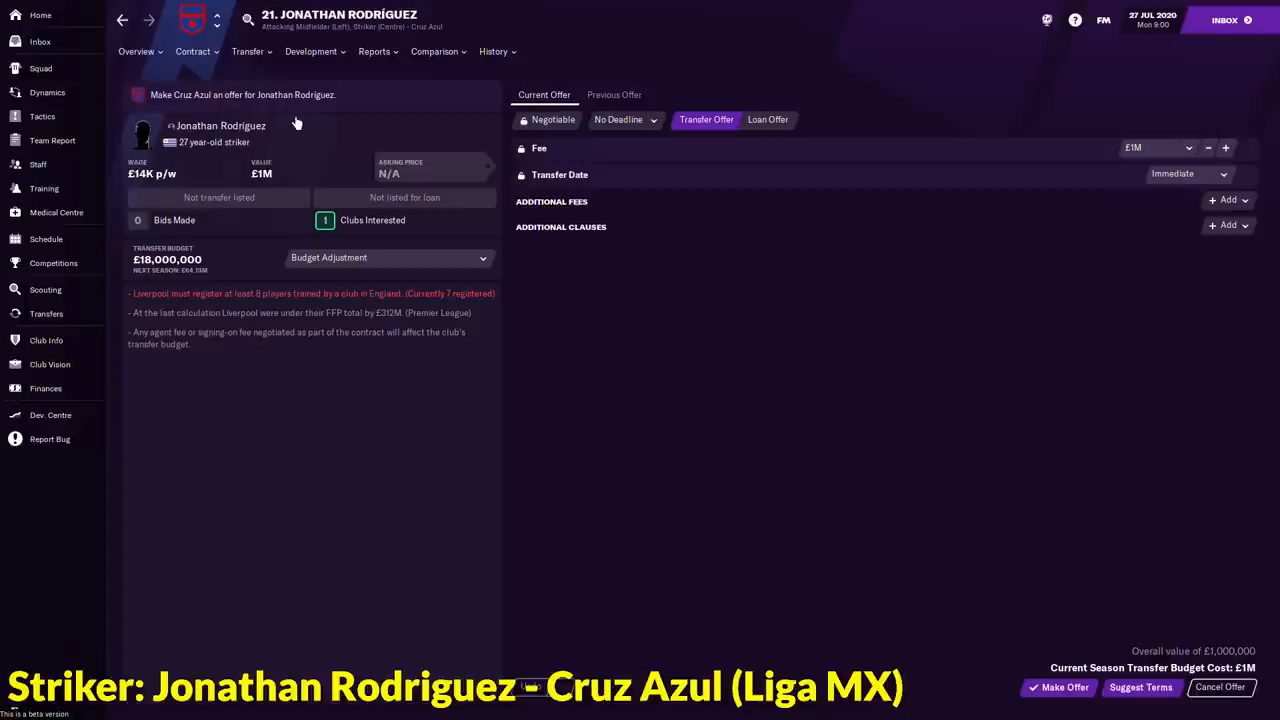 Home
Inbox
Squad
Dynamics
Tactics
Team Report
Staff
Training
Medical Centre
Schedule
Competitions
Scouting
Transfers
Club Info
Club Vision
Finances
Dev. Centre
Report Bug
This is a beta version
21. JONATHAN RODRÍGUEZ
Attacking Midfielder (Left), Striker (Centre) - Cruz Azul
FM
27 JUL 2020
Mon 9:00
INBOX
Overview
Contract
Transfer
Development
Reports
Comparison
History
Make Cruz Azul an offer for Jonathan Rodríguez.
Jonathan Rodríguez
27 year-old striker
WAGE
£14K p/w
VALUE
£1M
ASKING PRICE
N/A
Not transfer listed
Not listed for loan
0 Bids Made
1 Clubs Interested
TRANSFER BUDGET
£18,000,000
NEXT SEASON: £64.13M
Budget Adjustment
- Liverpool must register at least 8 players trained by a club in England. (Currently 7 registered)
- At the last calculation Liverpool were under their FFP total by £312M. (Premier League)
- Any agent fee or signing-on fee negotiated as part of the contract will affect the club's
transfer budget.
Current Offer
Previous Offer
Negotiable
No Deadline
Transfer Offer
Loan Offer
Fee
£1M
Transfer Date
Immediate
ADDITIONAL FEES
Add
ADDITIONAL CLAUSES
Add
Overall value of £1,000,000
Current Season Transfer Budget Cost: £1M
Make Offer
Suggest Terms
Cancel Offer
Striker: Jonathan Rodriguez - Cruz Azul (Liga MX)